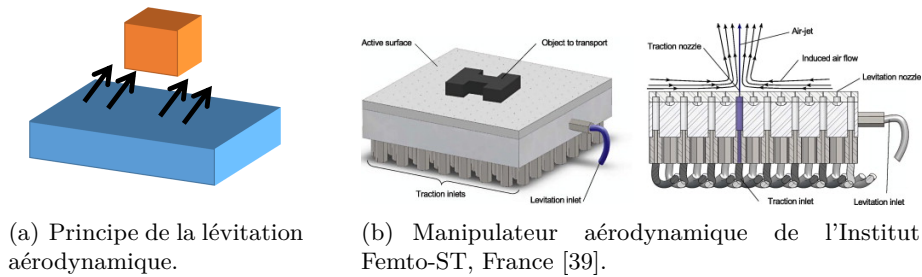 Active surface
Object to transport
Traction inlets
Levitation inlet
Air-jet
Traction nozzle
Induced air flow
Levitation nozzle
Traction inlet
Levitation inlet
(a) Principe de la lévitation
aérodynamique.
(b) Manipulateur aérodynamique de l'Institut
Femto-ST, France [39].